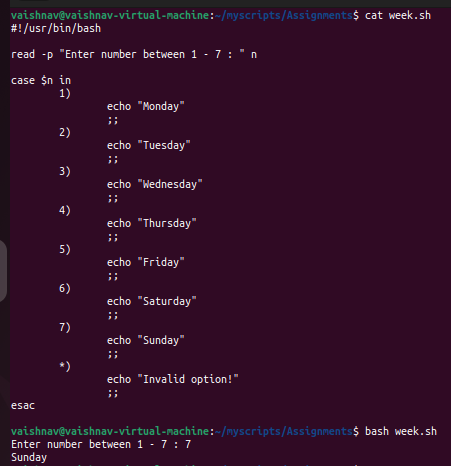 vaishnav@vaishnav-virtual-machine:~/myscripts/Assignments$ cat week.sh
#!/usr/bin/bash

read -p "Enter number between 1 - 7 : " n

case $n in
        1)
                echo "Monday"
                ;;
        2)
                echo "Tuesday"
                ;;
        3)
                echo "Wednesday"
                ;;
        4)
                echo "Thursday"
                ;;
        5)
                echo "Friday"
                ;;
        6)
                echo "Saturday"
                ;;
        7)
                echo "Sunday"
                ;;
        *)
                echo "Invalid option!"
                ;;
esac

vaishnav@vaishnav-virtual-machine:~/myscripts/Assignments$ bash week.sh
Enter number between 1 - 7 : 7
Sunday